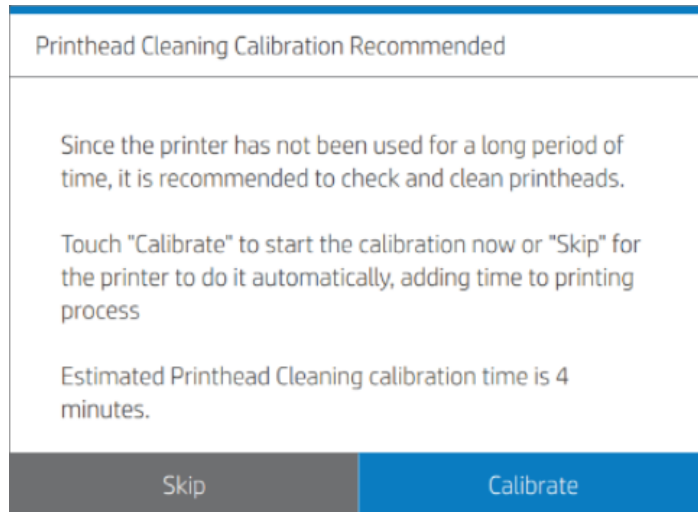 Printhead Cleaning Calibration Recommended
Since the printer has not been used for a long period of
time, it is recommended to check and clean printheads.
Touch "Calibrate" to start the calibration now or "Skip" for
the printer to do it automatically, adding time to printing
process
Estimated Printhead Cleaning calibration time is 4
minutes.
Skip
Calibrate